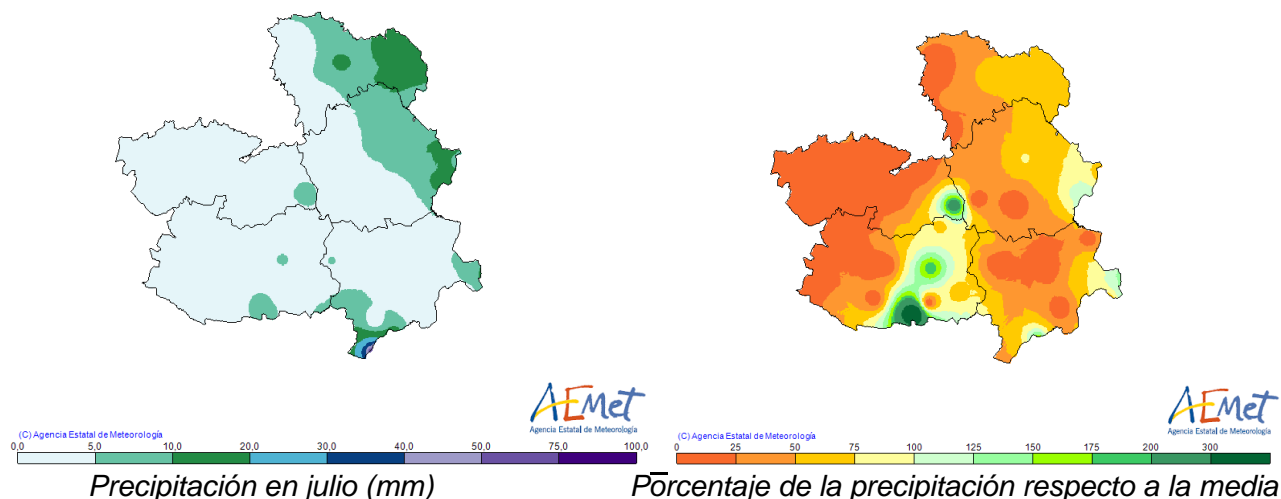 AEMet
Agencia Estatal de Meteorología
(C) Agencia Estatal de Meteorología
0,0 5,0 10,0 20,0 30,0 40,0 50,0 75,0 100,0
Precipitación en julio (mm)
AEMet
Agencia Estatal de Meteorología
(C) Agencia Estatal de Meteorología
0 25 50 75 100 125 150 175 200 300
Porcentaje de la precipitación respecto a la media